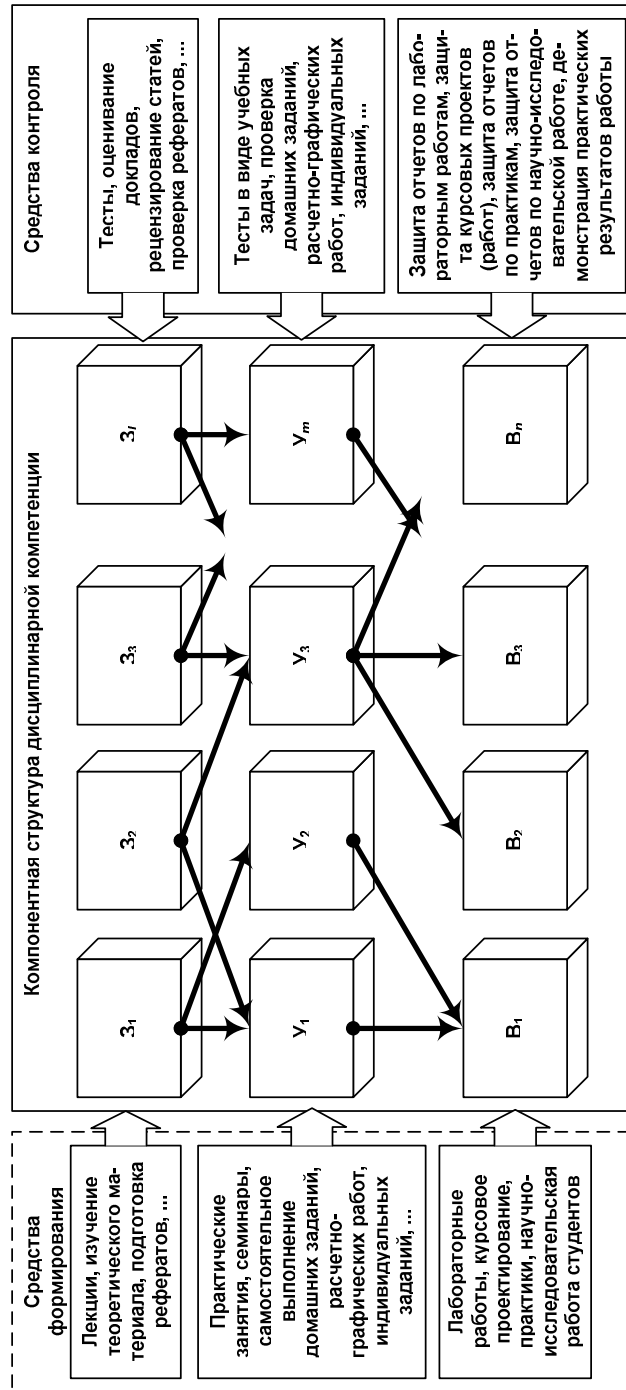 Средства
формирования
Лекции, изучение
теоретического ма-
териала, подготовка
рефератов, ...
Практические
занятия, семинары,
самостоятельное
выполнение
домашних заданий,
расчетно-
графических работ,
индивидуальных
заданий, ...
Лабораторные
работы, курсовое
проектирование,
практики, научно-
исследовательская
работа студентов
Компонентная структура дисциплинарной компетенции
З1
З2
З3
Зl
У1
У2
У3
Уm
В1
В2
В3
Вn
Средства контроля
Тесты, оценивание
докладов,
рецензирование статей,
проверка рефератов, ...
Тесты в виде учебных
задач, проверка
домашних заданий,
расчетно-графических
работ, индивидуальных
заданий, ...
Защита отчетов по лабо-
раторным работам, защи-
та курсовых проектов
(работ), защита отчетов
по практикам, защита от-
четов по научно-исследо-
вательской работе, де-
монстрация практических
результатов работы